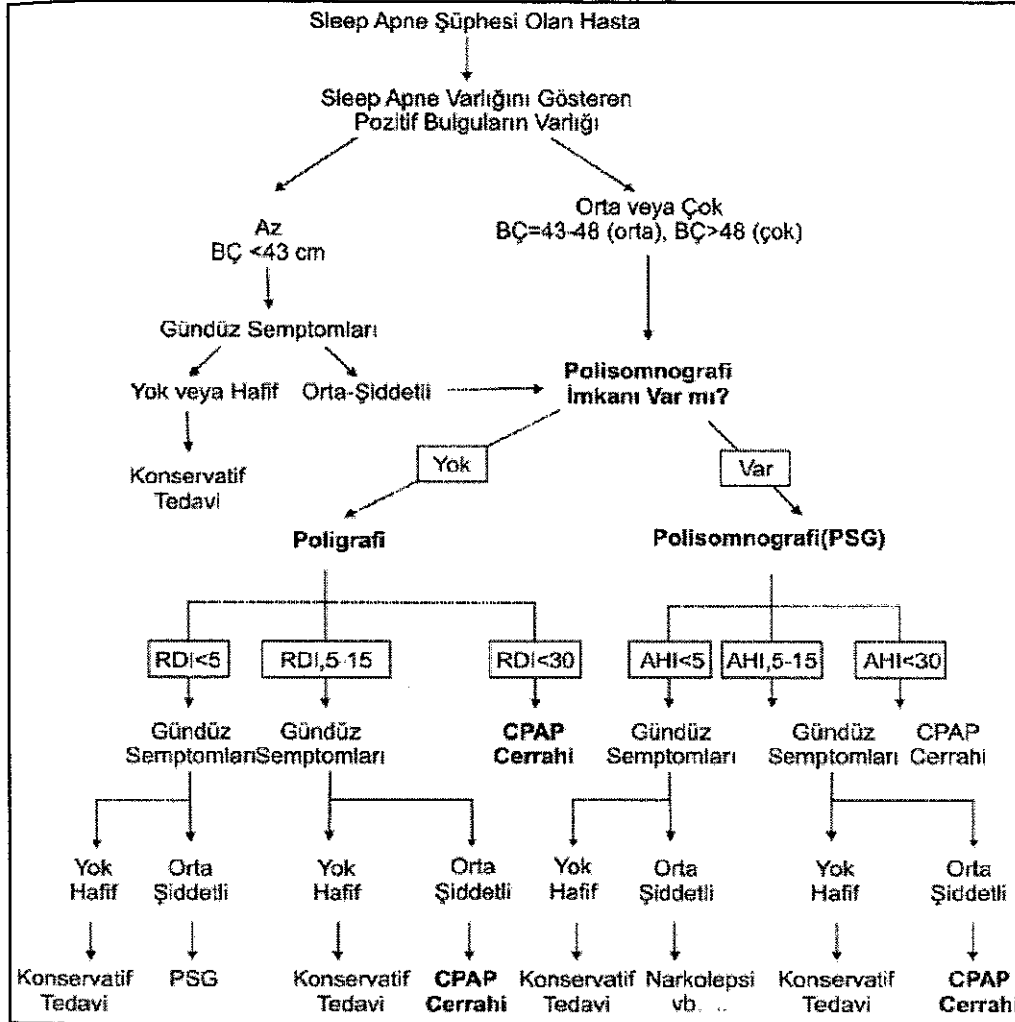 Sleep Apne Şüphesi Olan Hasta
Sleep Apne Varlığını Gösteren
Pozitif Bulguların Varlığı
Az
BÇ <43 cm
Orta veya Çok
BÇ=43-48 (orta), BÇ>48 (çok)
Gündüz Semptomları
Yok veya Hafif
Orta-Şiddetli
Polisomnografi
İmkanı Var mı?
Konservatif
Tedavi
Yok
Var
Poligrafi
Polisomnografi(PSG)
RDI<5
RDI,5-15
RDI<30
AHI<5
AHI,5-15
AHI<30
Gündüz
Semptomları
Gündüz
Semptomları
CPAP
Cerrahi
Gündüz
Semptomları
Gündüz
Semptomları
CPAP
Cerrahi
Yok
Hafif
Orta
Şiddetli
Yok
Hafif
Orta
Şiddetli
Yok
Hafif
Orta
Şiddetli
Yok
Hafif
Orta
Şiddetli
Konservatif
Tedavi
PSG
Konservatif
Tedavi
CPAP
Cerrahi
Konservatif
Tedavi
Narkolepsi
vb. ..
Konservatif
Tedavi
CPAP
Cerrahi